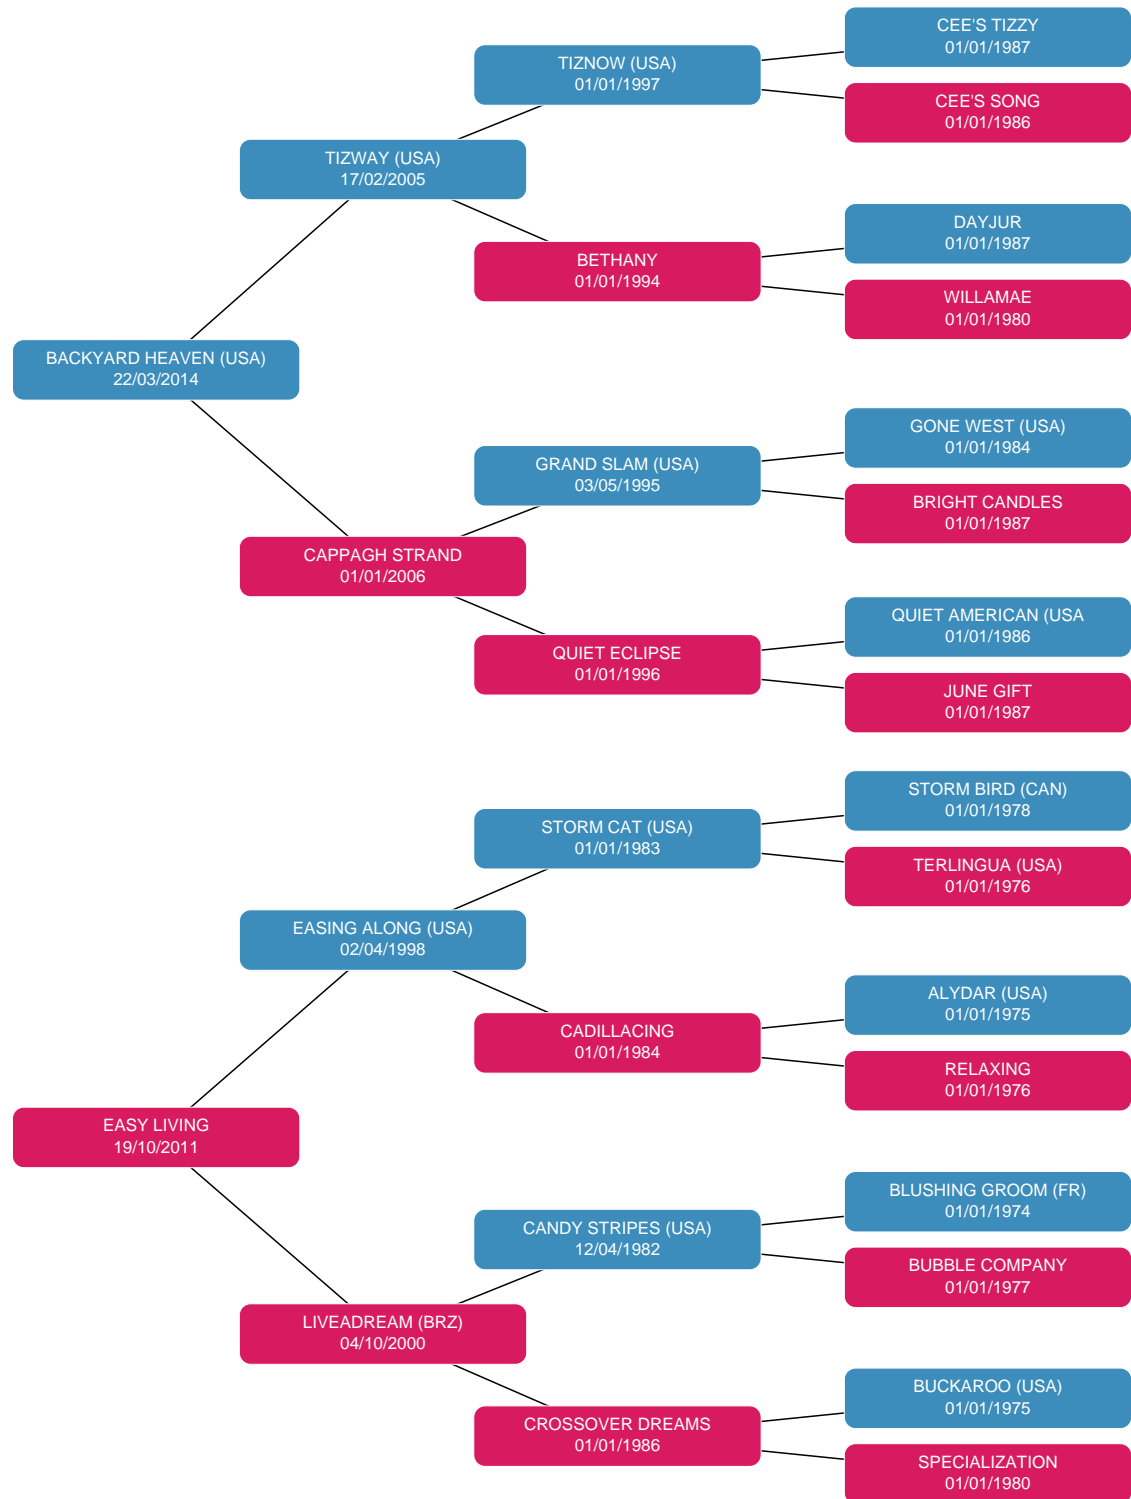 CEE'S TIZZY
01/01/1987
TIZNOW (USA)
01/01/1997
CEE'S SONG
01/01/1986
TIZWAY (USA)
17/02/2005
DAYJUR
01/01/1987
BETHANY
01/01/1994
WILLAMAE
01/01/1980
BACKYARD HEAVEN (USA)
22/03/2014
GONE WEST (USA)
01/01/1984
GRAND SLAM (USA)
03/05/1995
BRIGHT CANDLES
01/01/1987
CAPPAGH STRAND
01/01/2006
QUIET AMERICAN (USA
01/01/1986
QUIET ECLIPSE
01/01/1996
JUNE GIFT
01/01/1987
STORM BIRD (CAN)
01/01/1978
STORM CAT (USA)
01/01/1983
TERLINGUA (USA)
01/01/1976
EASING ALONG (USA)
02/04/1998
ALYDAR (USA)
01/01/1975
CADILLACING
01/01/1984
RELAXING
01/01/1976
EASY LIVING
19/10/2011
BLUSHING GROOM (FR)
01/01/1974
CANDY STRIPES (USA)
12/04/1982
BUBBLE COMPANY
01/01/1977
LIVEADREAM (BRZ)
04/10/2000
BUCKAROO (USA)
01/01/1975
CROSSOVER DREAMS
01/01/1986
SPECIALIZATION
01/01/1980